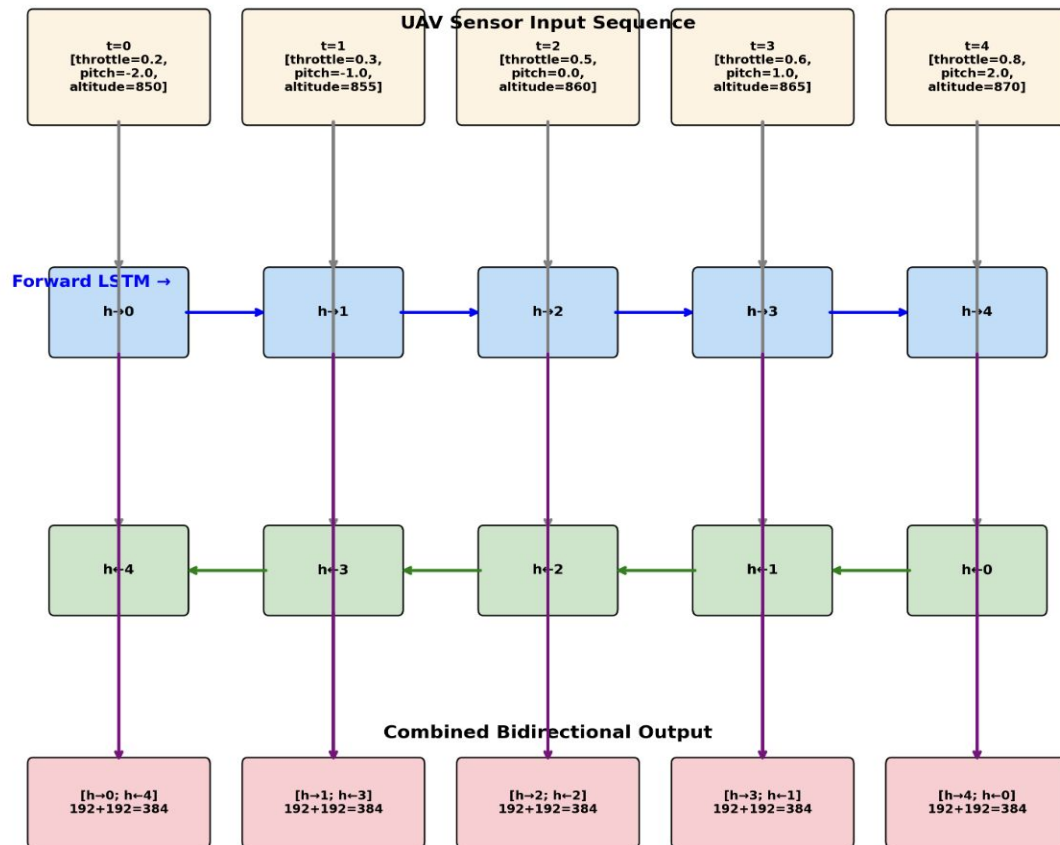 UAV Sensor Input Sequence
t=0
[throttle=0.2,
pitch=-2.0,
altitude=850]
t=1
[throttle=0.3,
pitch=-1.0,
altitude=855]
t=2
[throttle=0.5,
pitch=0.0,
altitude=860]
t=3
[throttle=0.6,
pitch=1.0,
altitude=865]
t=4
[throttle=0.8,
pitch=2.0,
altitude=870]
Forward LSTM →
h→0
h→1
h→2
h→3
h→4
h←4
h←3
h←2
h←1
h←0
Combined Bidirectional Output
[h→0; h←4]
192+192=384
[h→1; h←3]
192+192=384
[h→2; h←2]
192+192=384
[h→3; h←1]
192+192=384
[h→4; h←0]
192+192=384